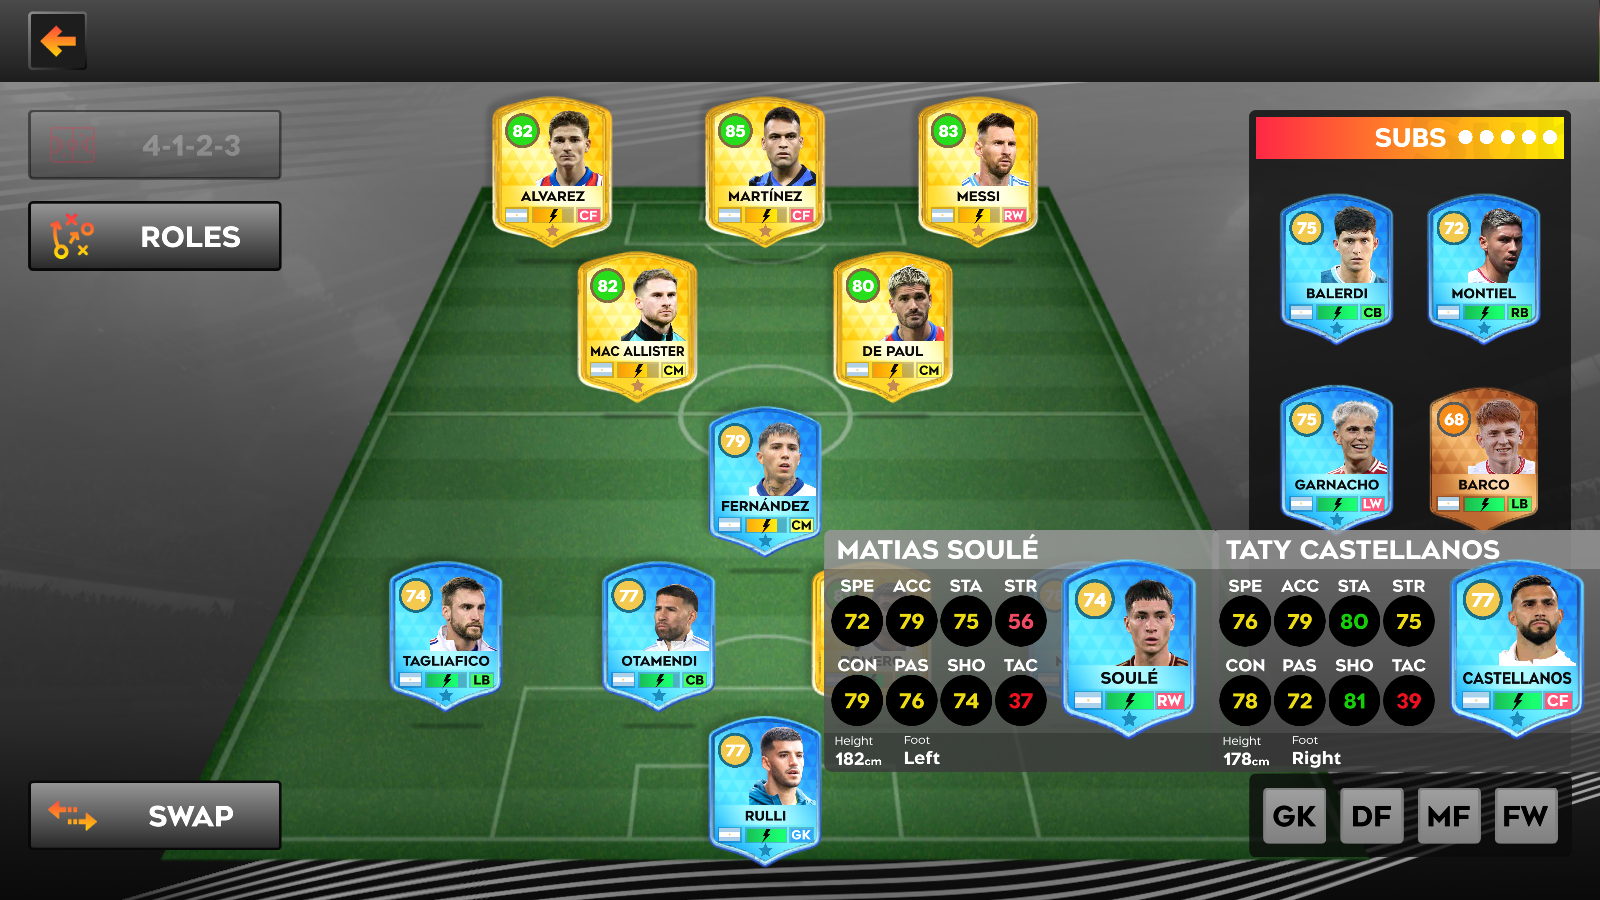 4-1-2-3
ROLES
82
ALVAREZ
CF
85
MARTÍNEZ
CF
83
MESSI
RW
82
MAC ALLISTER
CM
80
DE PAUL
CM
79
FERNÁNDEZ
CM
74
TAGLIAFICO
LB
77
OTAMENDI
CB
77
RULLI
GK
SUBS
75
BALERDI
CB
72
MONTIEL
RB
75
GARNACHO
LW
68
BARCO
LB
MATIAS SOULÉ
SPE ACC STA STR
72 79 75 56
CON PAS SHO TAC
79 76 74 37
Height Foot
182cm Left
74
SOULÉ
RW
TATY CASTELLANOS
SPE ACC STA STR
76 79 80 75
CON PAS SHO TAC
78 72 81 39
Height Foot
178cm Right
77
CASTELLANOS
CF
SWAP
GK DF MF FW